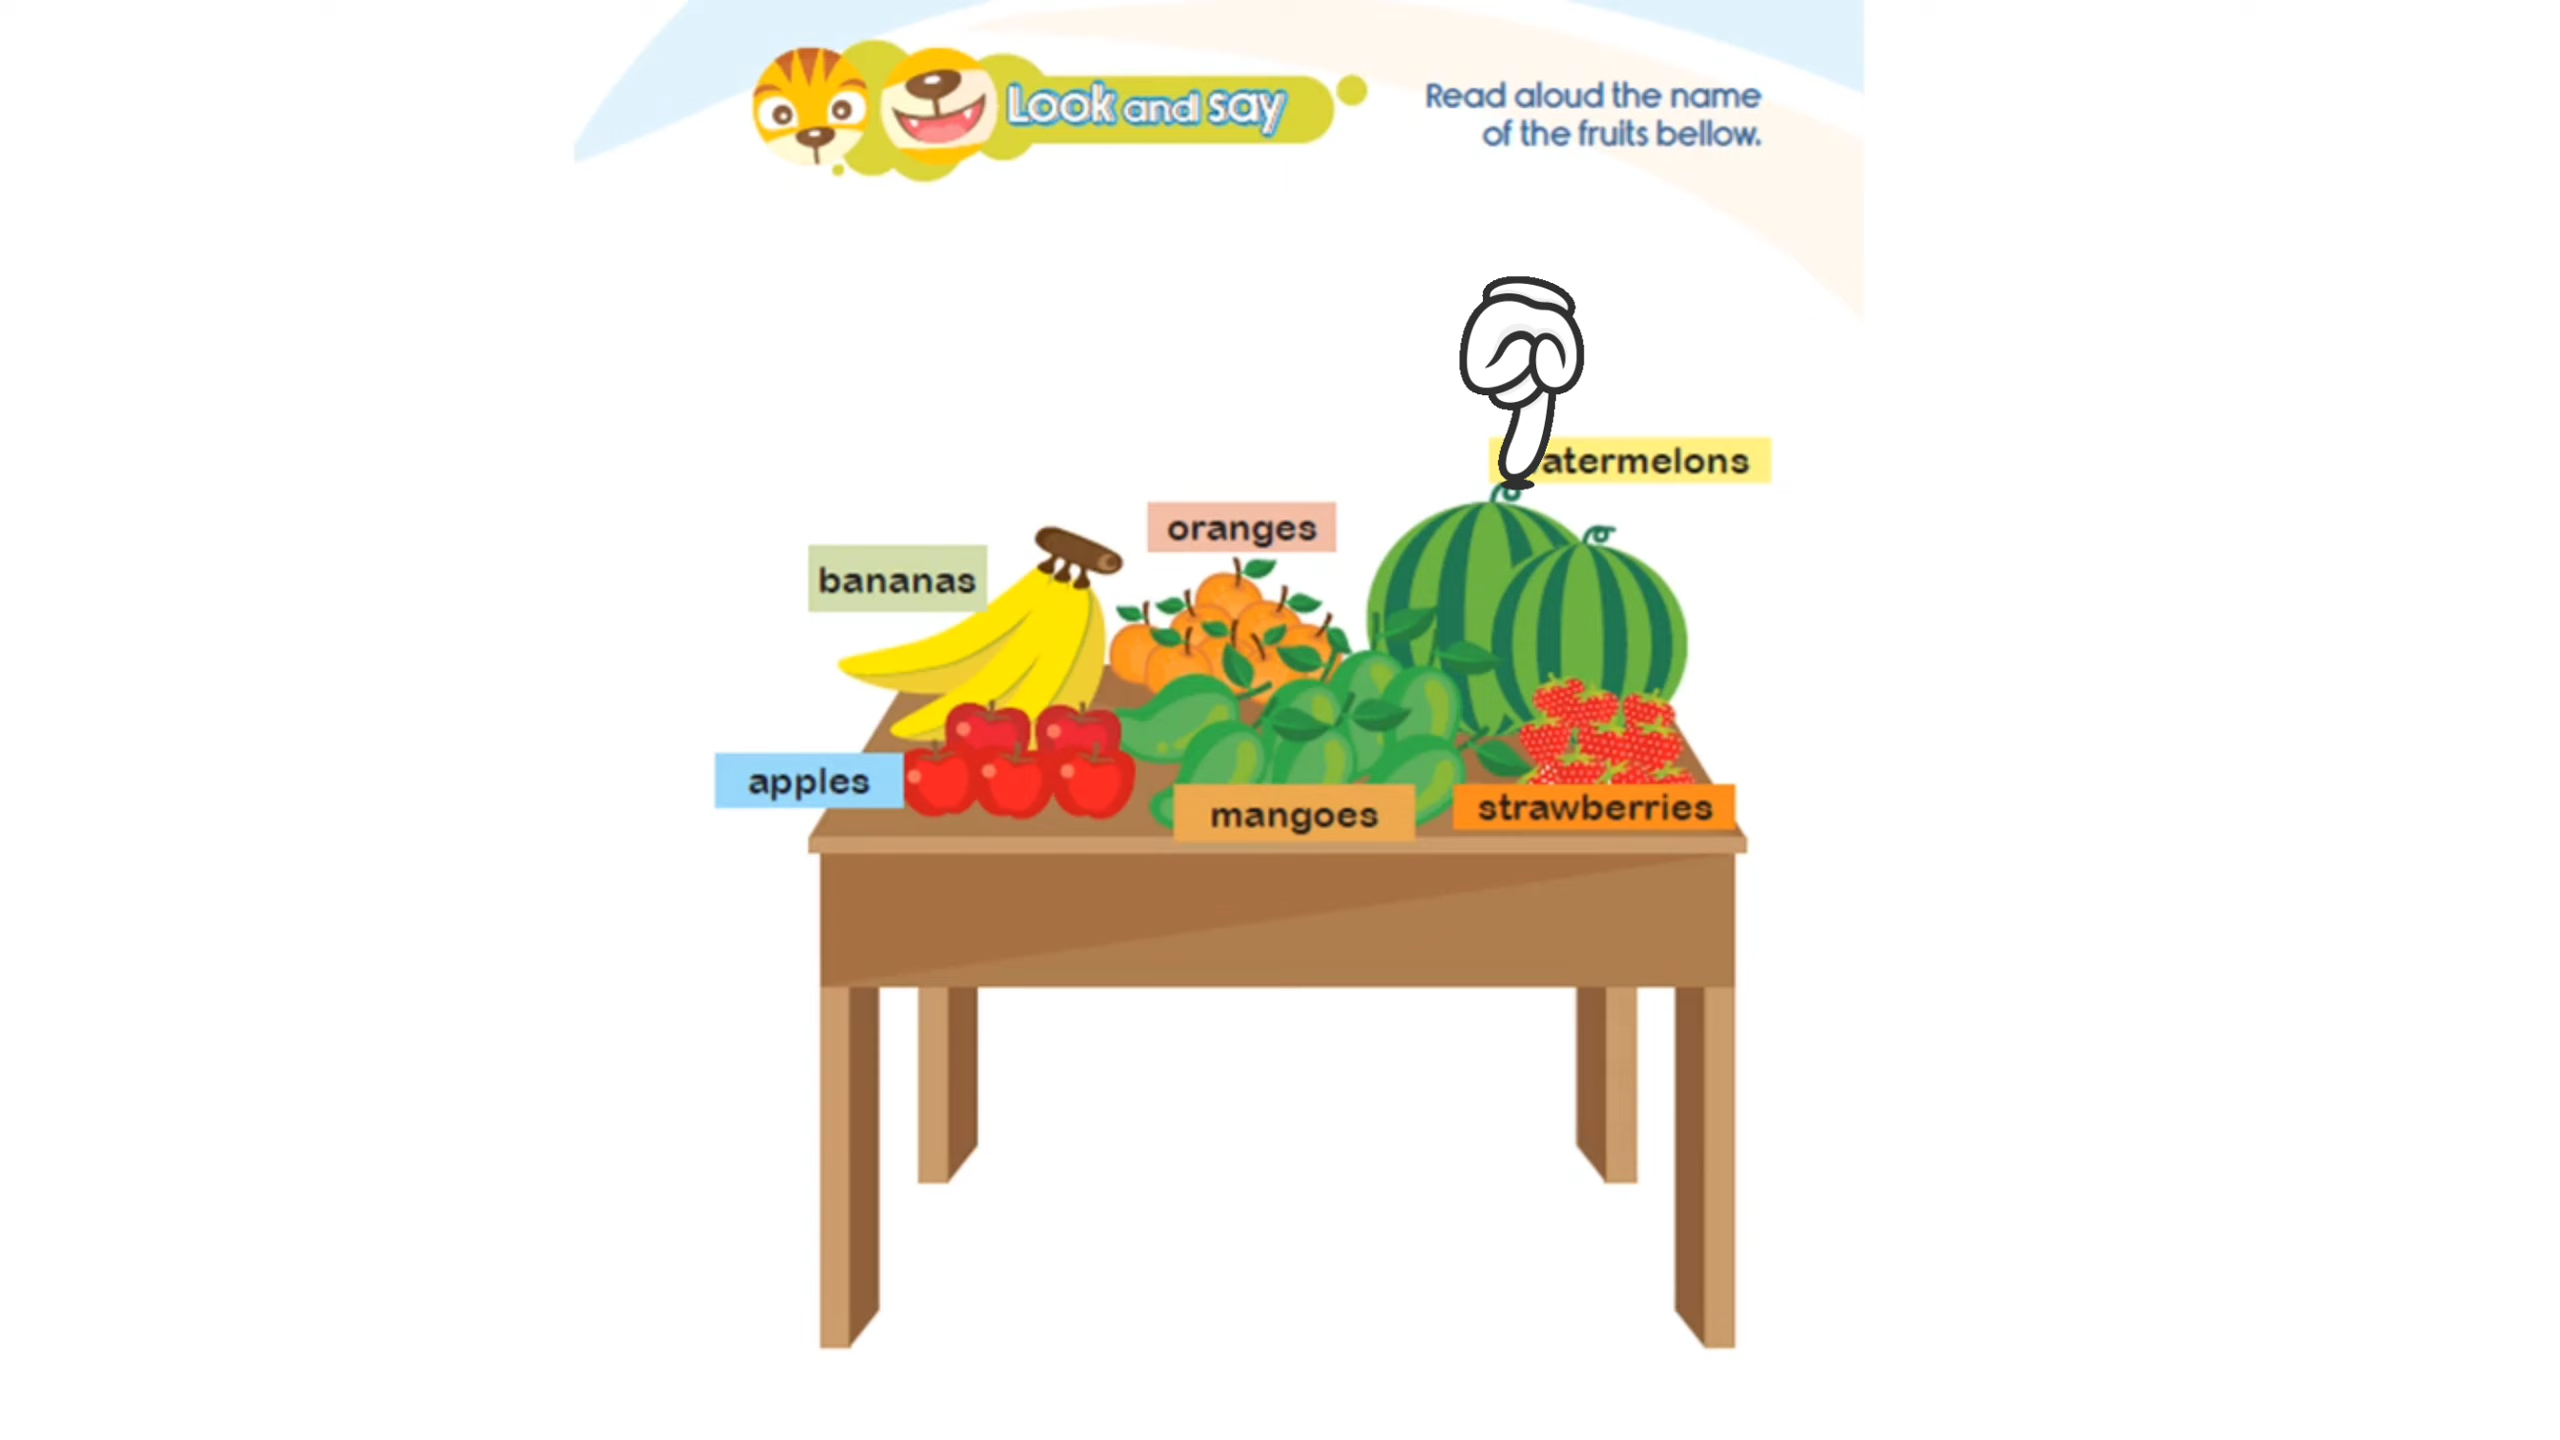 Look and say
Read aloud the name
of the fruits bellow.
atermelons
oranges
bananas
apples
mangoes
strawberries